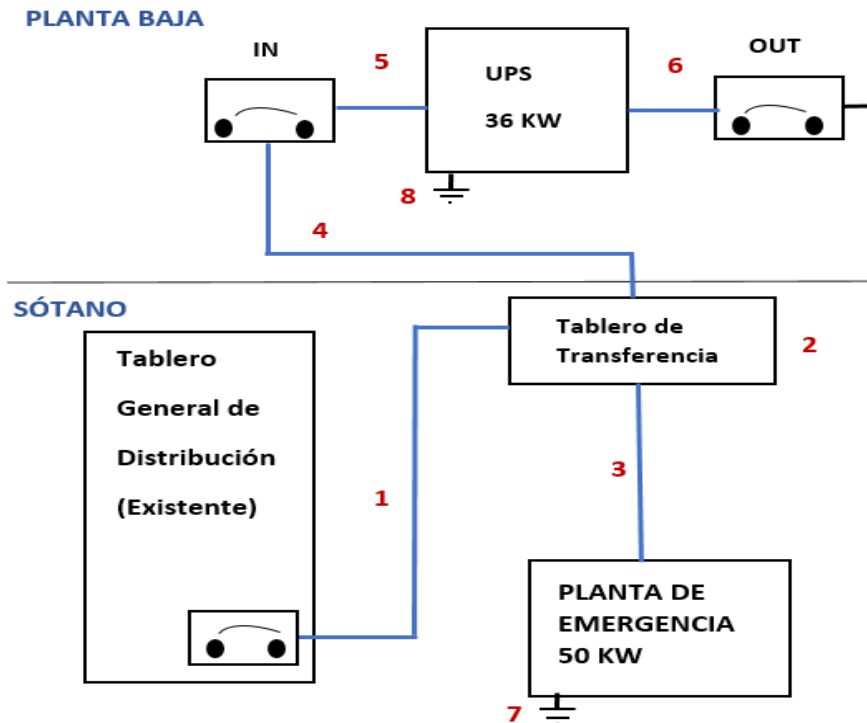 PLANTA BAJA
IN
5
UPS
36 KW
6
OUT
8
4
SÓTANO
Tablero
General de
Distribución
(Existente)
1
Tablero de
Transferencia
2
3
PLANTA DE
EMERGENCIA
50 KW
7